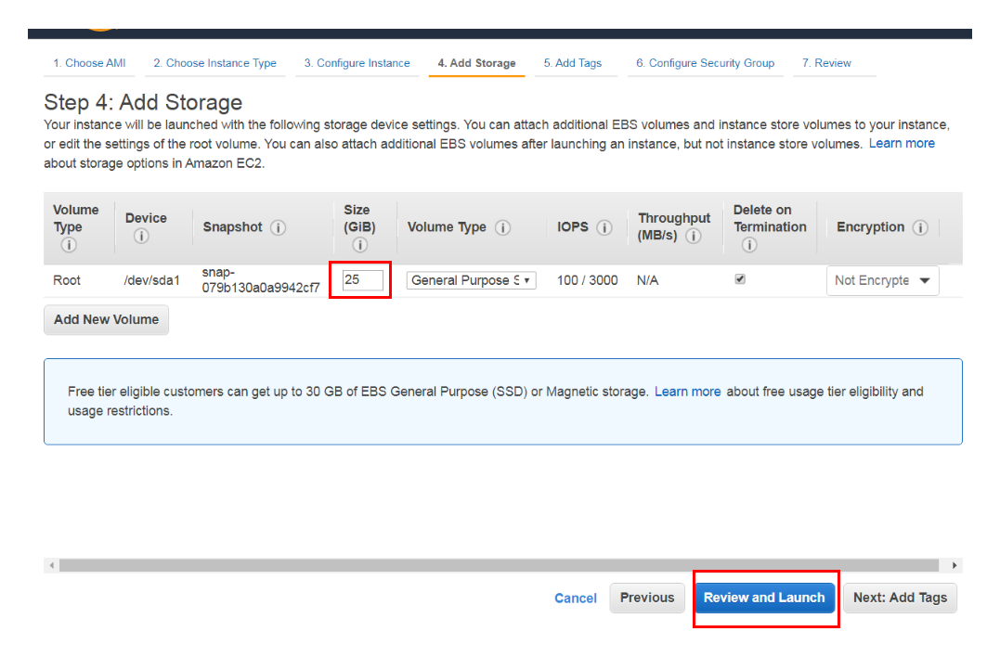 1. Choose AMI 2. Choose Instance Type 3. Configure Instance 4. Add Storage 5. Add Tags 6. Configure Security Group 7. Review
Step 4: Add Storage
Your instance will be launched with the following storage device settings. You can attach additional EBS volumes and instance store volumes to your instance,
or edit the settings of the root volume. You can also attach additional EBS volumes after launching an instance, but not instance store volumes. Learn more
about storage options in Amazon EC2.
Volume Type i Device i Snapshot i Size (GiB) i Volume Type i IOPS i Throughput (MB/s) i Delete on Termination i Encryption i
Root /dev/sda1 snap-079b130a0a9942cf7 25 General Purpose S 100 / 3000 N/A Not Encrypte
Add New Volume
Free tier eligible customers can get up to 30 GB of EBS General Purpose (SSD) or Magnetic storage. Learn more about free usage tier eligibility and
usage restrictions.
Cancel Previous Review and Launch Next: Add Tags